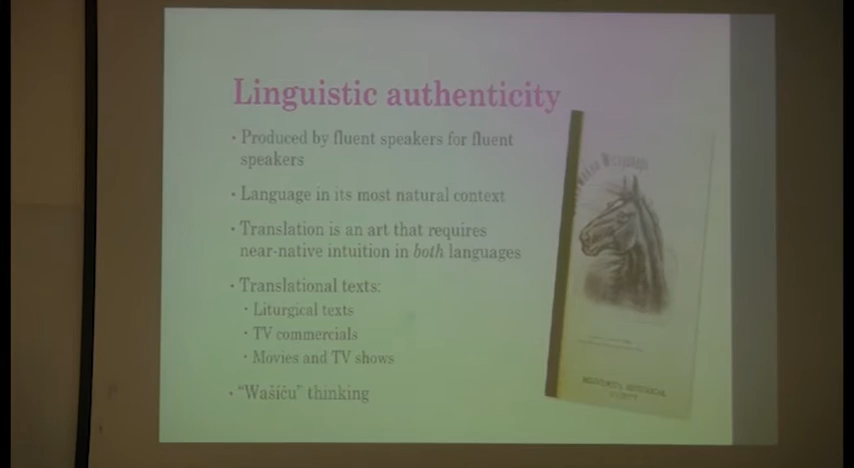 Linguistic authenticity
• Produced by fluent speakers for fluent
speakers
• Language in its most natural context
• Translation is an art that requires
near-native intuition in both languages
• Translational texts:
• Liturgical texts
• TV commercials
• Movies and TV shows
• “Wašíču” thinking
HISTORICAL
SOCIETY